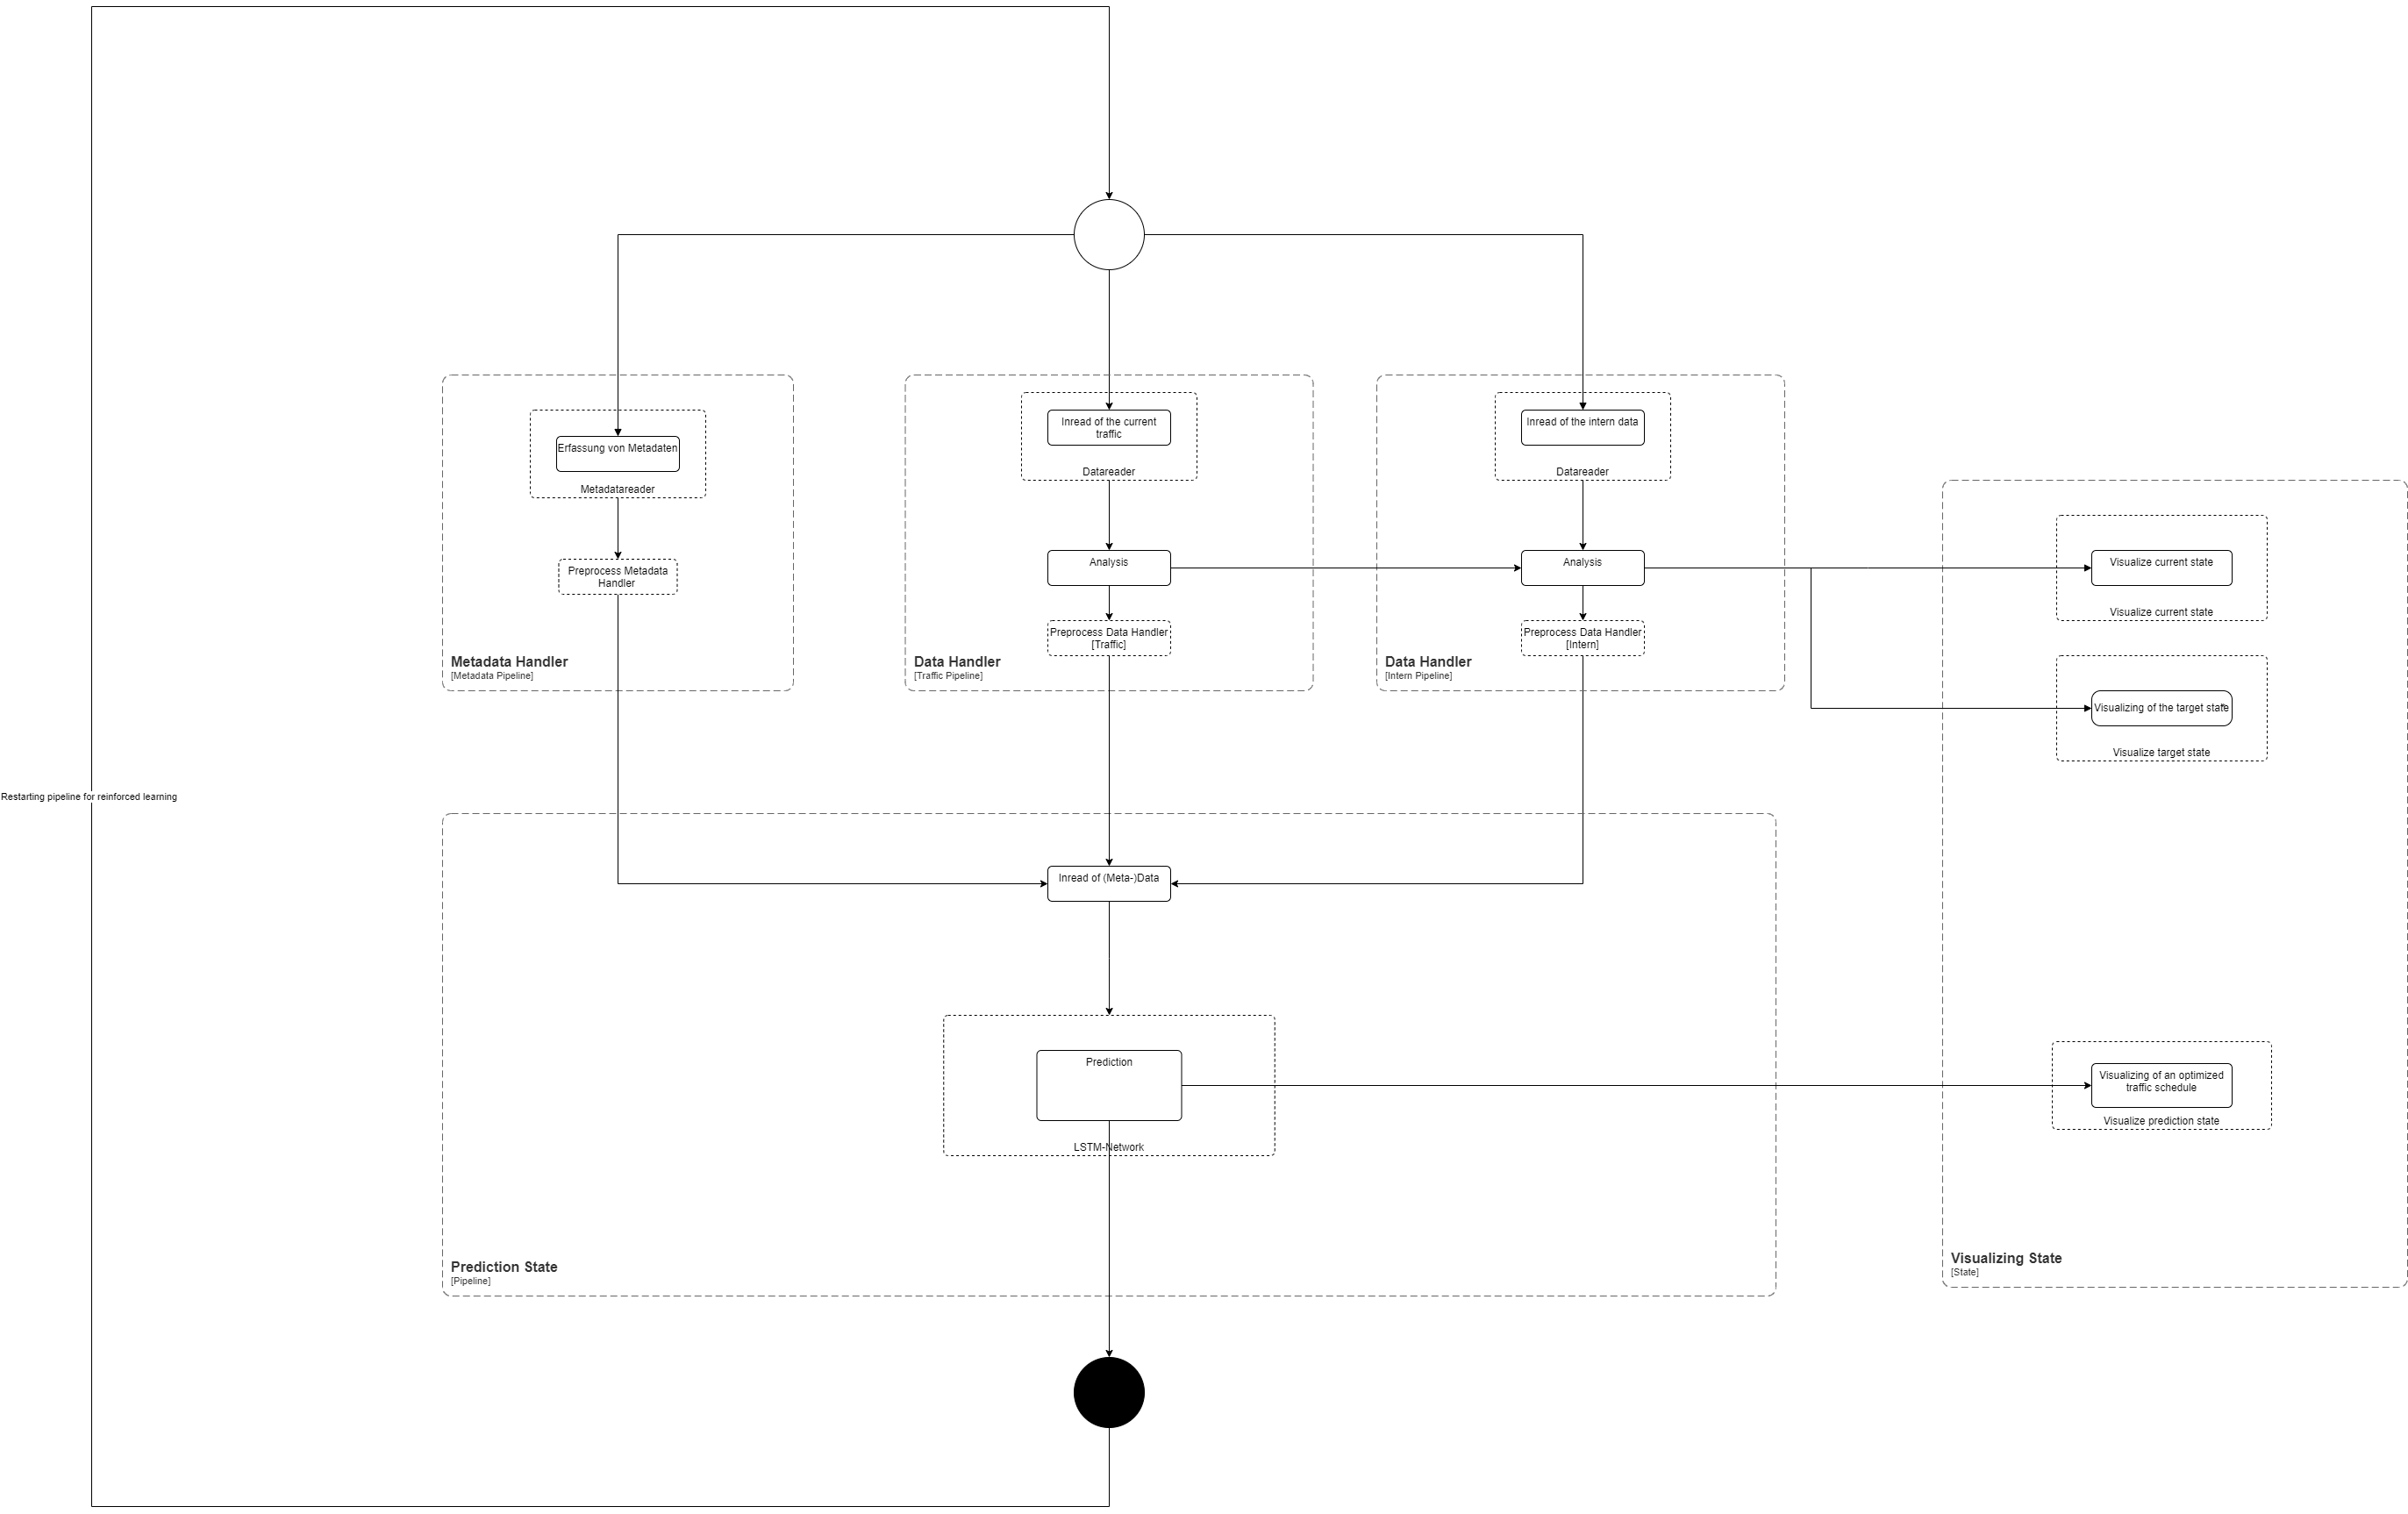 Erfassung von Metadaten
Metadatareader
Preprocess Metadata
Handler
Metadata Handler
[Metadata Pipeline]
Inread of the current
traffic
Datareader
Analysis
Preprocess Data Handler
[Traffic]
Data Handler
[Traffic Pipeline]
Inread of the intern data
Datareader
Analysis
Preprocess Data Handler
[Intern]
Data Handler
[Intern Pipeline]
Visualize current state
Visualize current state
Visualizing of the target state
Visualize target state
Restarting pipeline for reinforced learning
Inread of (Meta-)Data
Prediction
LSTM-Network
Prediction State
[Pipeline]
Visualizing of an optimized
traffic schedule
Visualize prediction state
Visualizing State
[State]